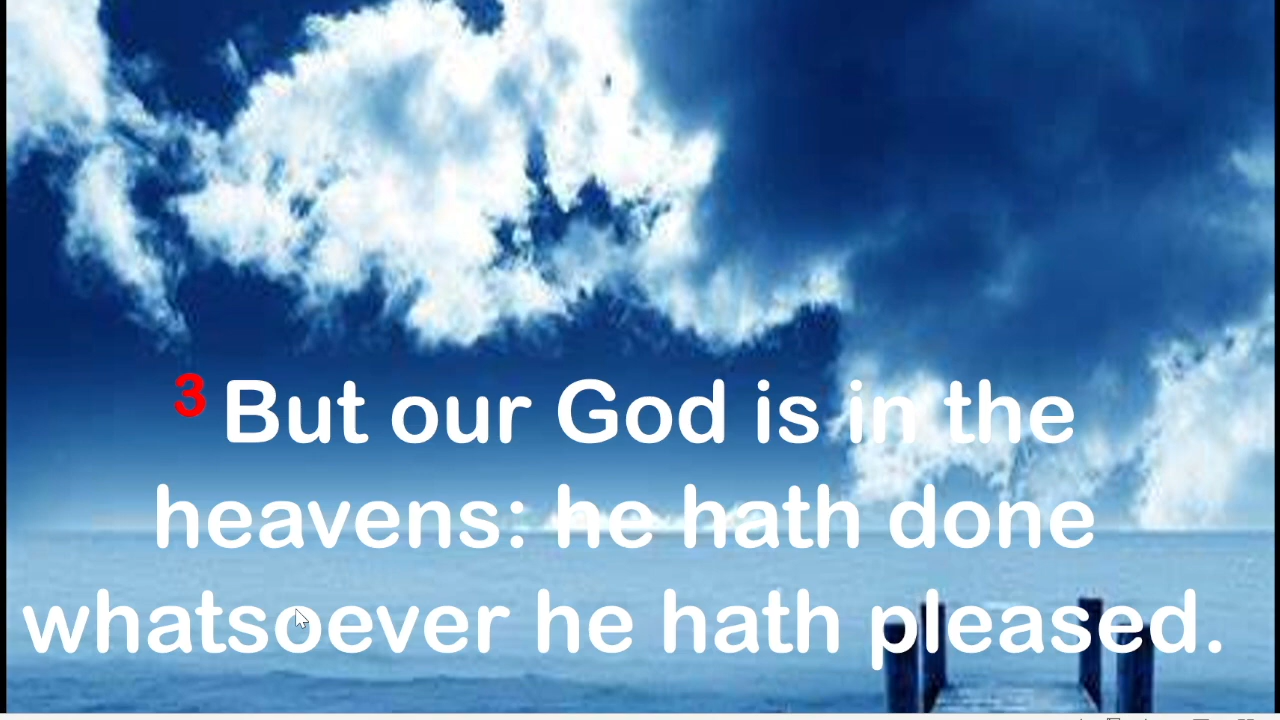 3 But our God is in the
heavens: he hath done
whatsoever he hath pleased.